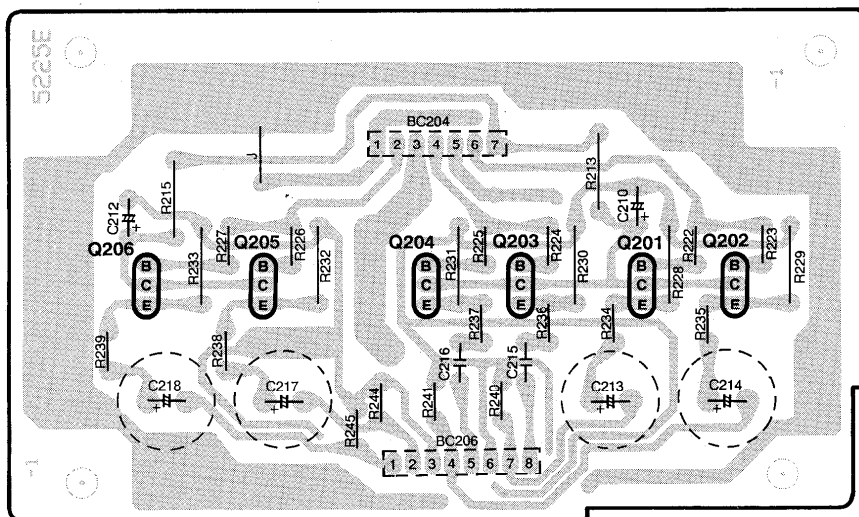 5225E
-1
BC204
1 2 3 4 5 6 7
J
R215
R213
C212
+
C210
+
R227
R226
R225
R224
R222
R223
Q206
Q205
Q204
Q203
Q201
Q202
R233
R232
R231
R230
R228
R229
B
C
E
B
C
E
B
C
E
B
C
E
B
C
E
B
C
E
R239
R238
R237
R236
R234
R235
C216
C215
C218
+
C217
+
C213
+
C214
+
R245
R244
R241
R240
BC206
1 2 3 4 5 6 7 8
-1